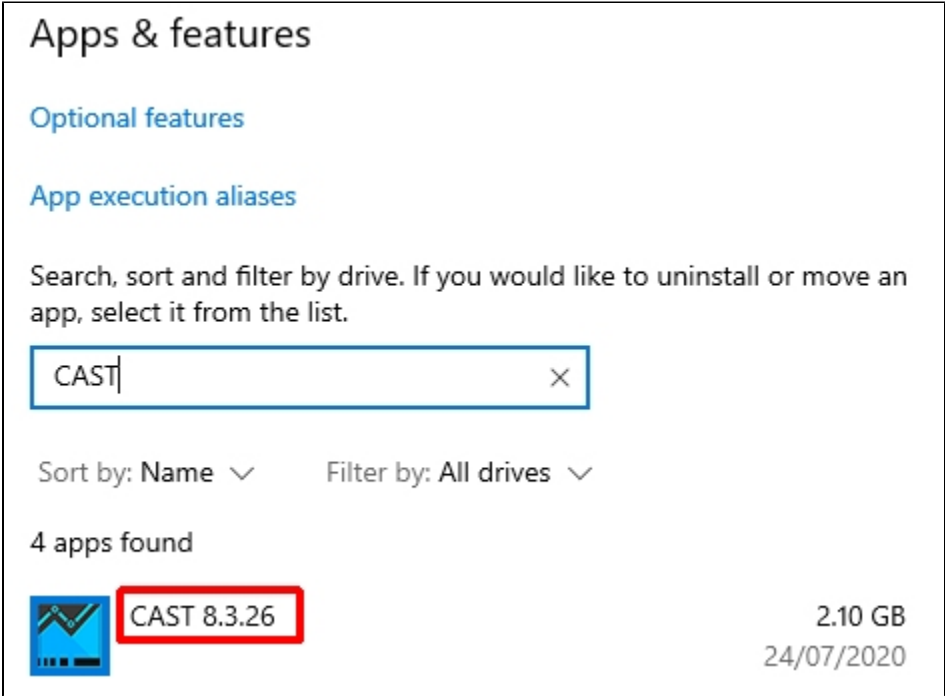 Apps & features
Optional features
App execution aliases
Search, sort and filter by drive. If you would like to uninstall or move an
app, select it from the list.
CAST
Sort by: Name Filter by: All drives
4 apps found
CAST 8.3.26 2.10 GB
24/07/2020